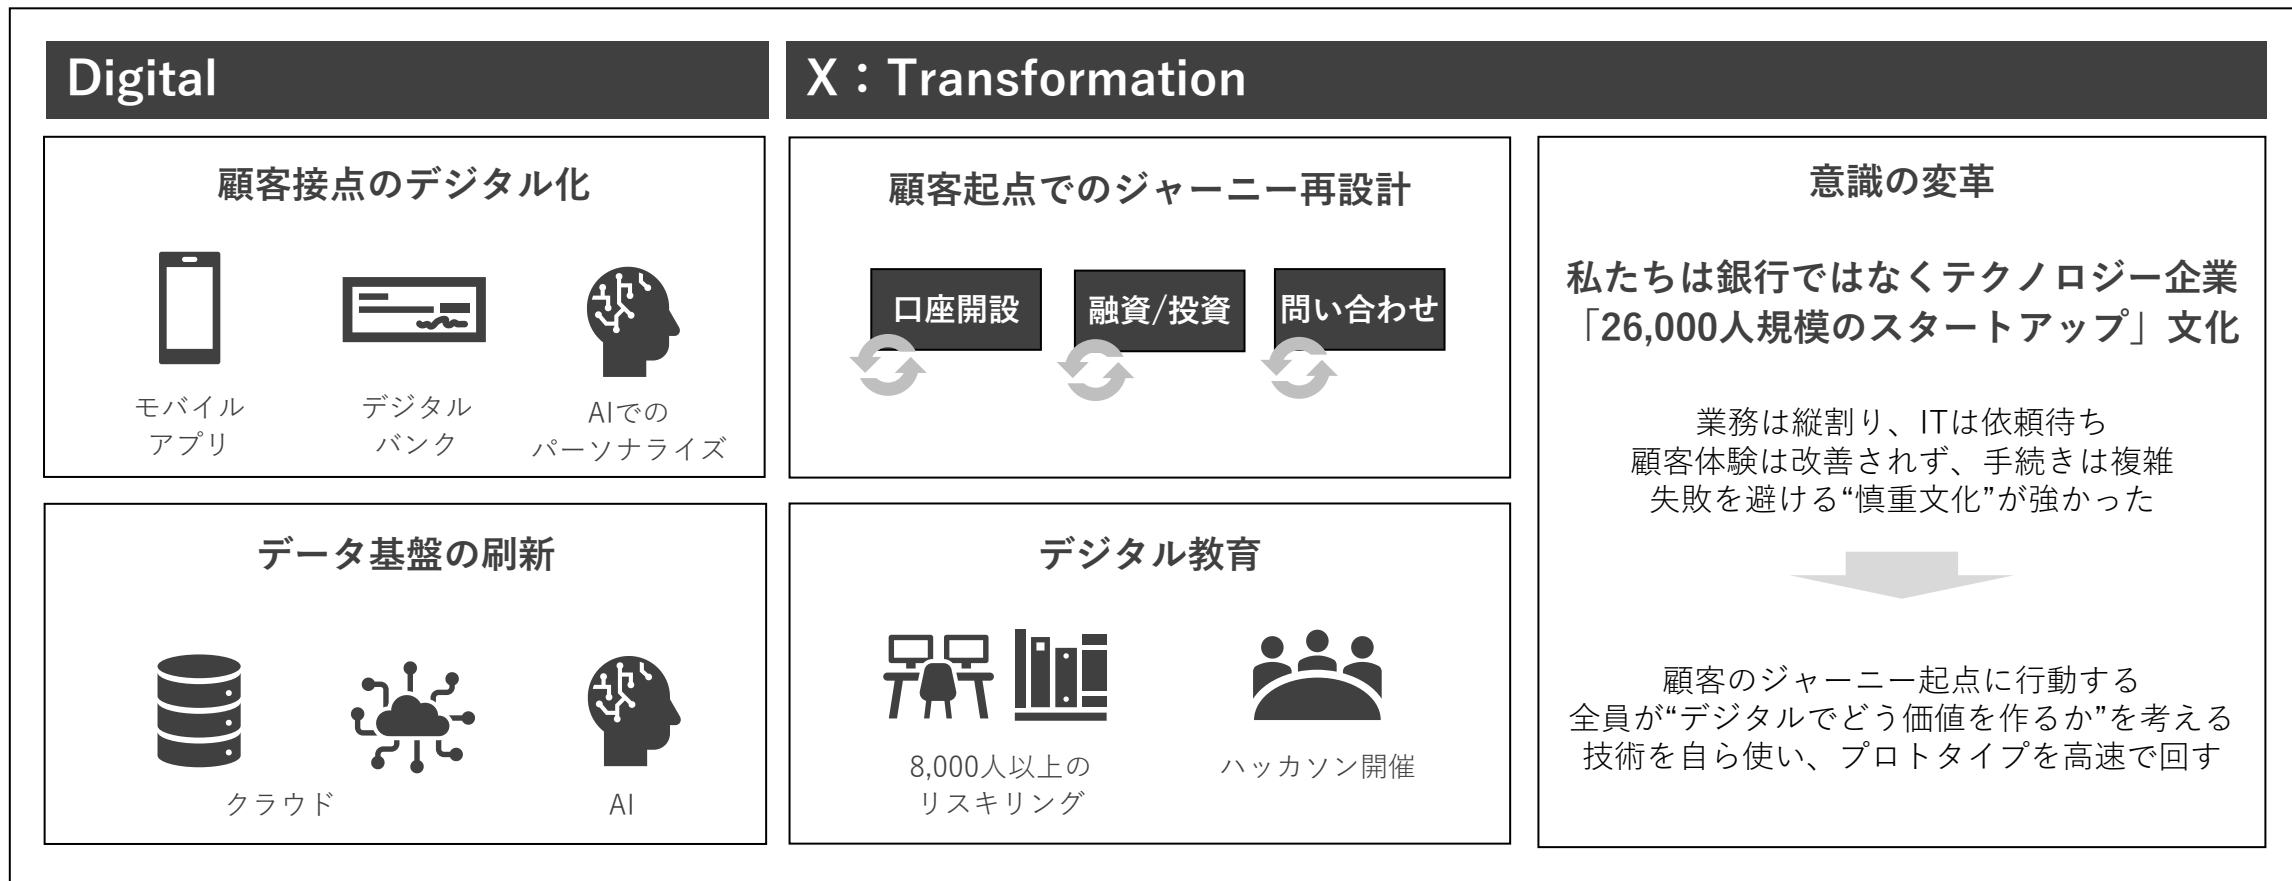 Digital
X：Transformation
顧客接点のデジタル化
モバイル
アプリ
デジタル
バンク
AIでの
パーソナライズ
顧客起点でのジャーニー再設計
口座開設
融資/投資
問い合わせ
意識の変革
私たちは銀行ではなくテクノロジー企業
「26,000人規模のスタートアップ」文化
業務は縦割り、ITは依頼待ち
顧客体験は改善されず、手続きは複雑
失敗を避ける“慎重文化”が強かった
顧客のジャーニー起点に行動する
全員が“デジタルでどう価値を作るか”を考える
技術を自ら使い、プロトタイプを高速で回す
データ基盤の刷新
クラウド
AI
デジタル教育
8,000人以上の
リスキリング
ハッカソン開催